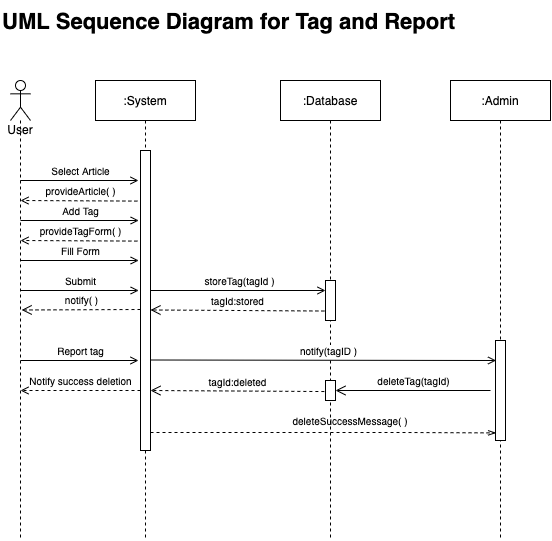 UML Sequence Diagram for Tag and Report
:System
:Database
:Admin
User
Select Article
provideArticle( )
Add Tag
provideTagForm( )
Fill Form
Submit
storeTag(tagId )
notify( )
tagId:stored
Report tag
notify(tagID )
Notify success deletion
tagId:deleted
deleteTag(tagId)
deleteSuccessMessage( )